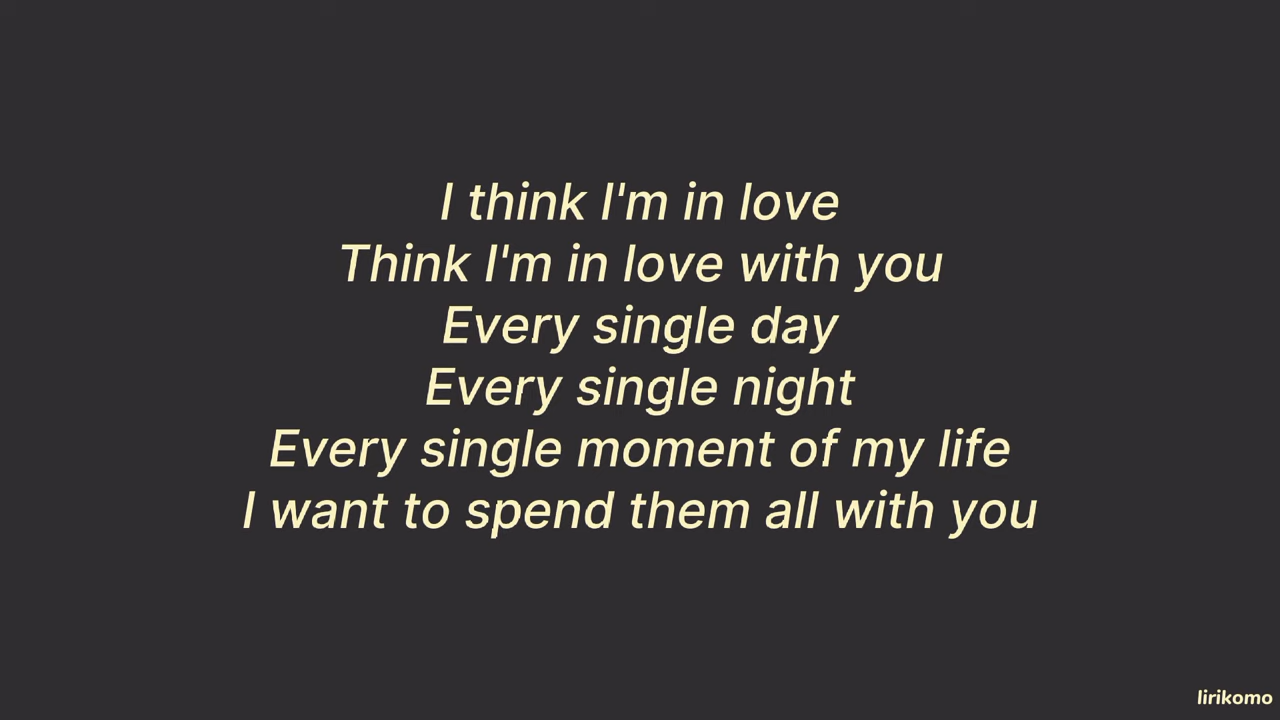 I think I'm in love
Think I'm in love with you
Every single day
Every single night
Every single moment of my life
I want to spend them all with you
lirikomo